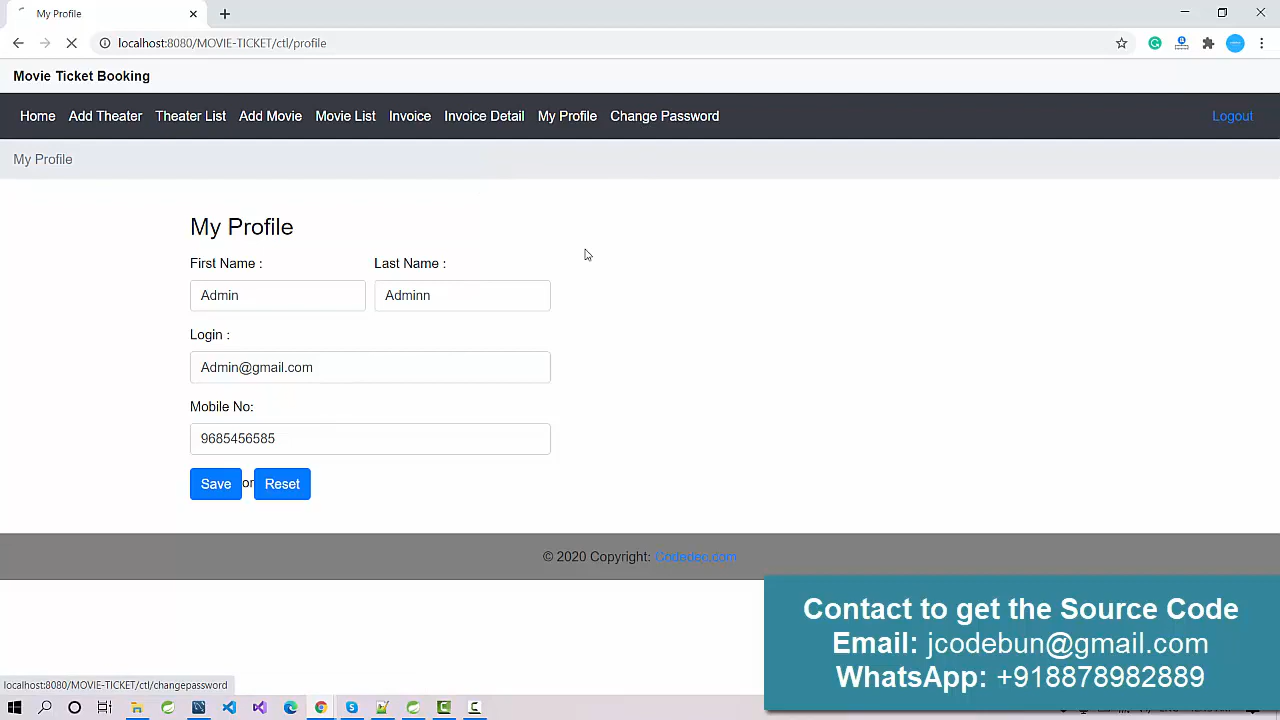 My Profile
localhost:8080/MOVIE-TICKET/ctl/profile
Movie Ticket Booking
Home Add Theater Theater List Add Movie Movie List Invoice Invoice Detail My Profile Change Password Logout
My Profile
My Profile
First Name : Last Name :
Admin Adminn
Login :
Admin@gmail.com
Mobile No:
9685456585
Save or Reset
© 2020 Copyright: Codedec.com
Contact to get the Source Code
Email: jcodebun@gmail.com
WhatsApp: +918878982889
localhost:8080/MOVIE-TICKET/ctl/changepassword